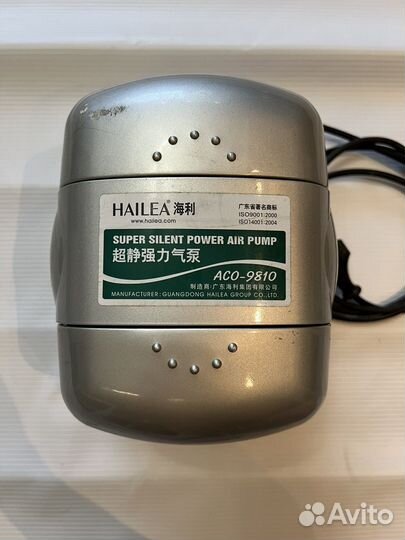 HAILEA® 海利
www.hailea.com
广东省著名商标
ISO9001:2000
ISO14001:2004
SUPER SILENT POWER AIR PUMP
超静强力气泵
ACO-9810
制造商:广东海利集团有限公司
MANUFACTURER: GUANGDONG HAILEA GROUP CO.,LTD.
Avito